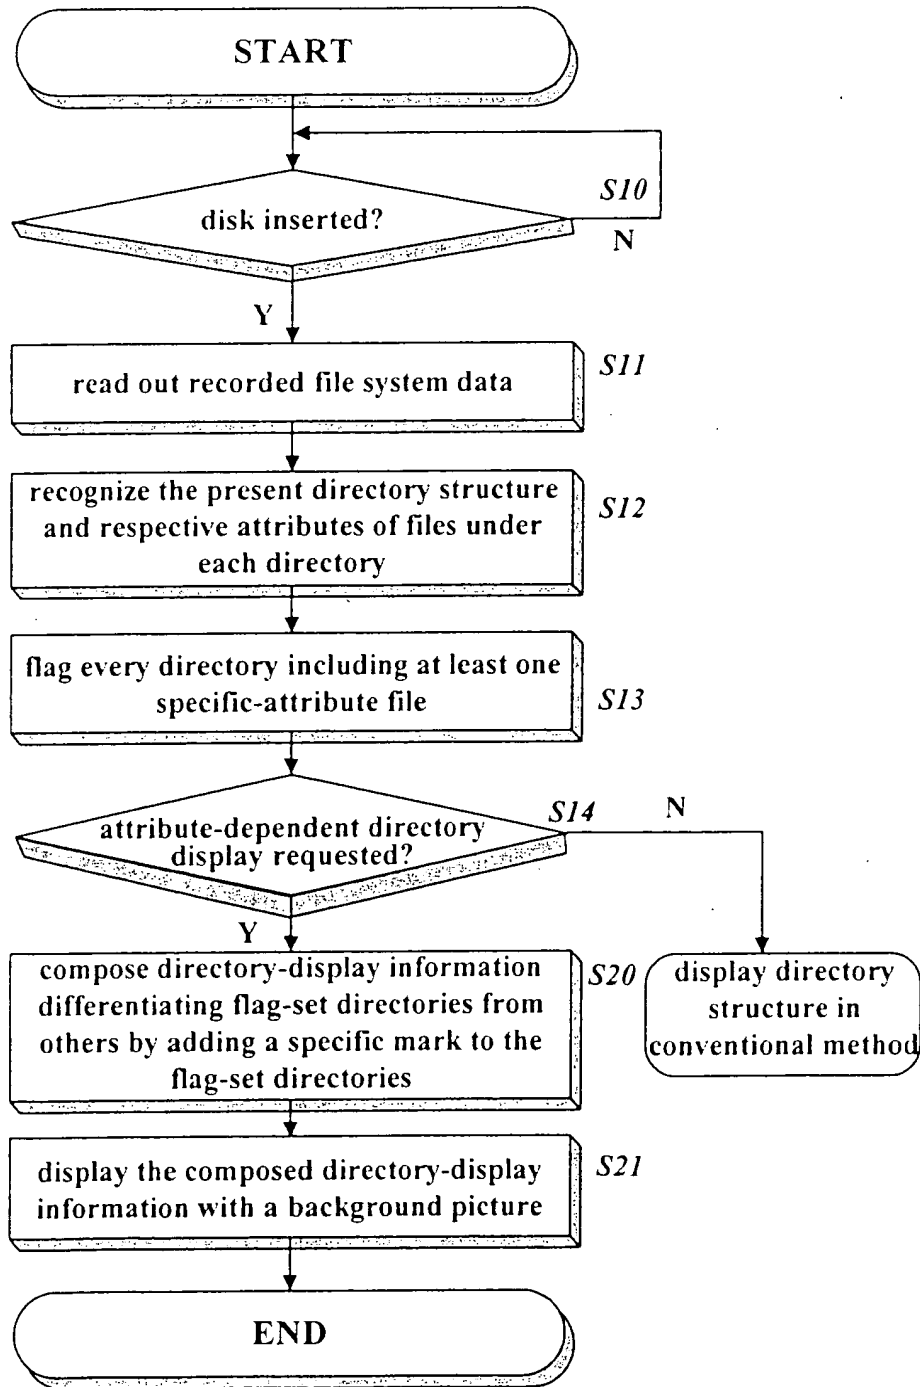 START
S10
disk inserted?
N
Y
read out recorded file system data
S11
recognize the present directory structure
and respective attributes of files under
each directory
S12
flag every directory including at least one
specific-attribute file
S13
S14
N
attribute-dependent directory
display requested?
Y
compose directory-display information
differentiating flag-set directories from
others by adding a specific mark to the
flag-set directories
S20
display directory
structure in
conventional method
display the composed directory-display
information with a background picture
S21
END